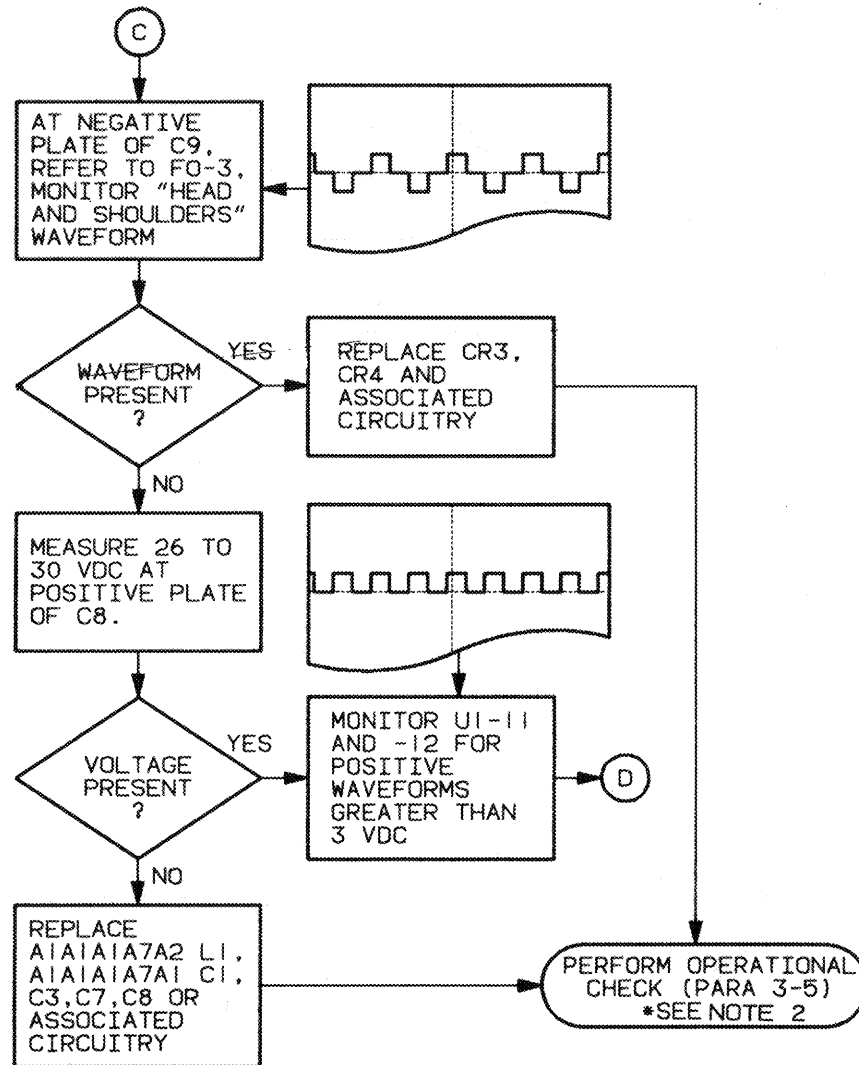 C
AT NEGATIVE
PLATE OF C9,
REFER TO FO-3,
MONITOR "HEAD
AND SHOULDERS"
WAVEFORM
WAVEFORM
PRESENT
?
YES
REPLACE CR3,
CR4 AND
ASSOCIATED
CIRCUITRY
NO
MEASURE 26 TO
30 VDC AT
POSITIVE PLATE
OF C8.
VOLTAGE
PRESENT
?
YES
MONITOR U1-11
AND -12 FOR
POSITIVE
WAVEFORMS
GREATER THAN
3 VDC
D
NO
REPLACE
A1A1A1A7A2 L1,
A1A1A1A7A1 C1,
C3,C7,C8 OR
ASSOCIATED
CIRCUITRY
PERFORM OPERATIONAL
CHECK (PARA 3-5)
*SEE NOTE 2